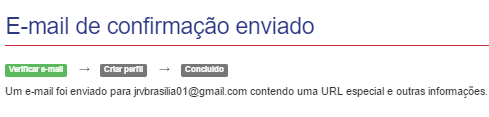 E-mail de confirmação enviado
Verificar e-mail → Criar perfil → Concluído
Um e-mail foi enviado para jrvbrasilia01@gmail.com contendo uma URL especial e outras informações.